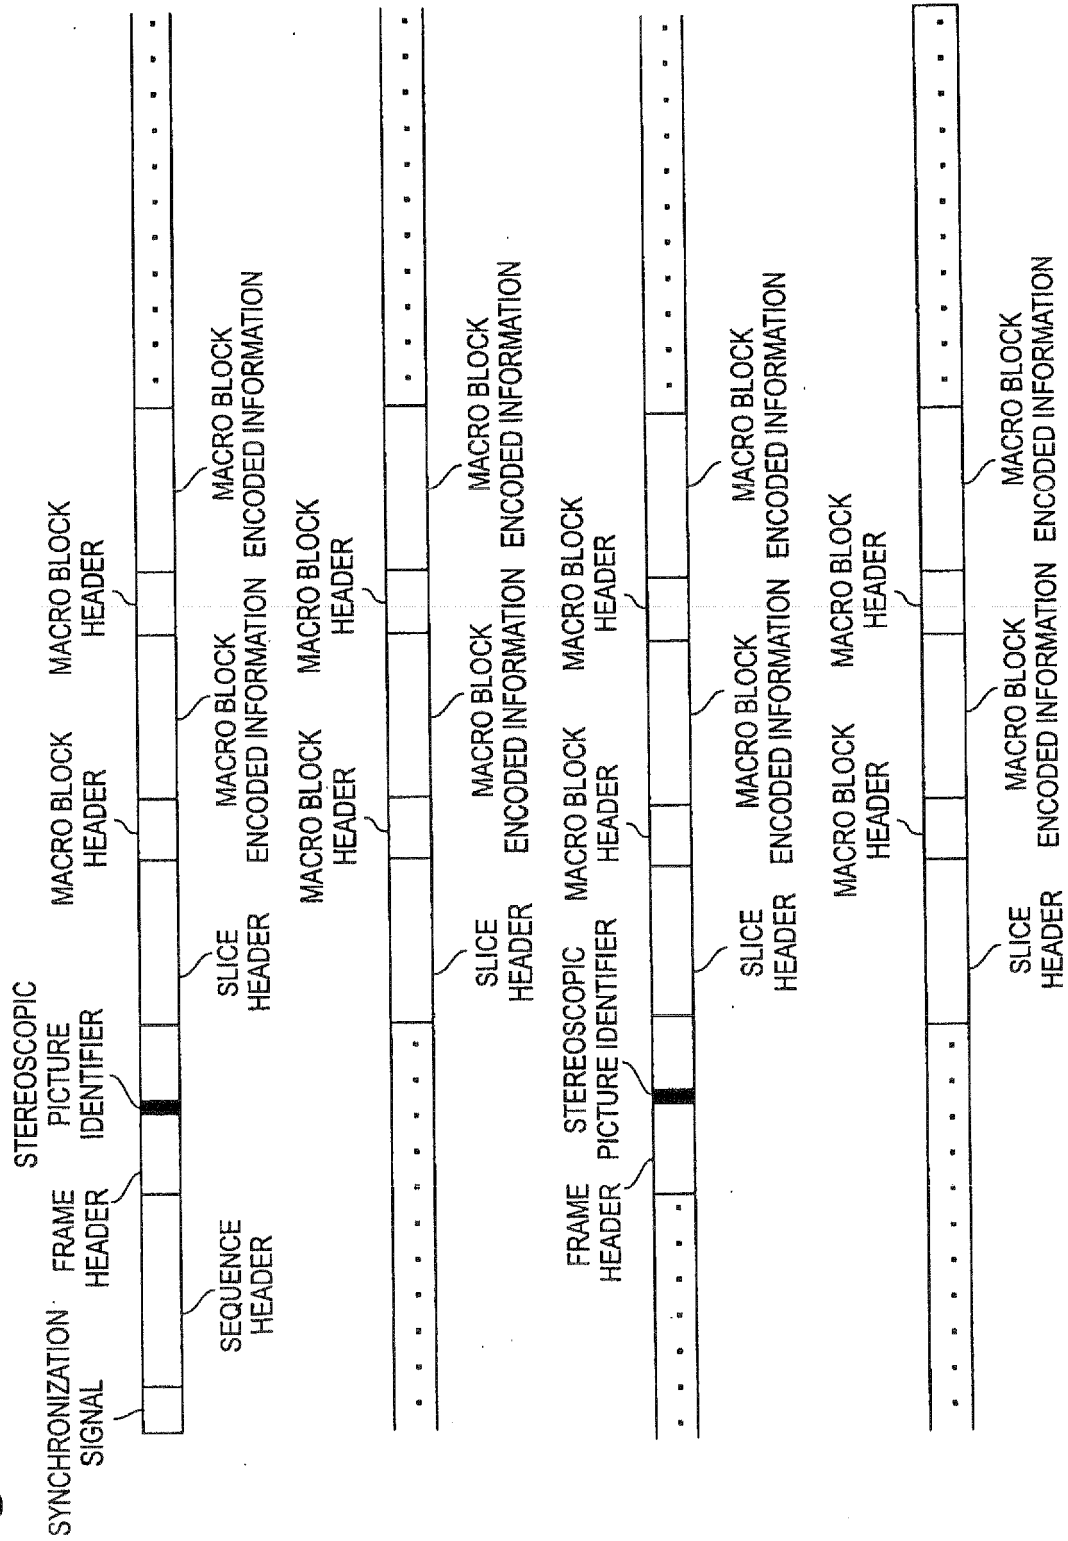 STEREOSCOPIC
PICTURE
IDENTIFIER
SYNCHRONIZATION
SIGNAL
FRAME
HEADER
MACRO BLOCK
HEADER
MACRO BLOCK
HEADER
SEQUENCE
HEADER
SLICE
HEADER
MACRO BLOCK
ENCODED INFORMATION
MACRO BLOCK
ENCODED INFORMATION
MACRO BLOCK
HEADER
MACRO BLOCK
HEADER
SLICE
HEADER
MACRO BLOCK
ENCODED INFORMATION
MACRO BLOCK
ENCODED INFORMATION
FRAME
HEADER
STEREOSCOPIC
PICTURE IDENTIFIER
MACRO BLOCK
HEADER
MACRO BLOCK
HEADER
SLICE
HEADER
MACRO BLOCK
ENCODED INFORMATION
MACRO BLOCK
ENCODED INFORMATION
MACRO BLOCK
HEADER
MACRO BLOCK
HEADER
SLICE
HEADER
MACRO BLOCK
ENCODED INFORMATION
MACRO BLOCK
ENCODED INFORMATION